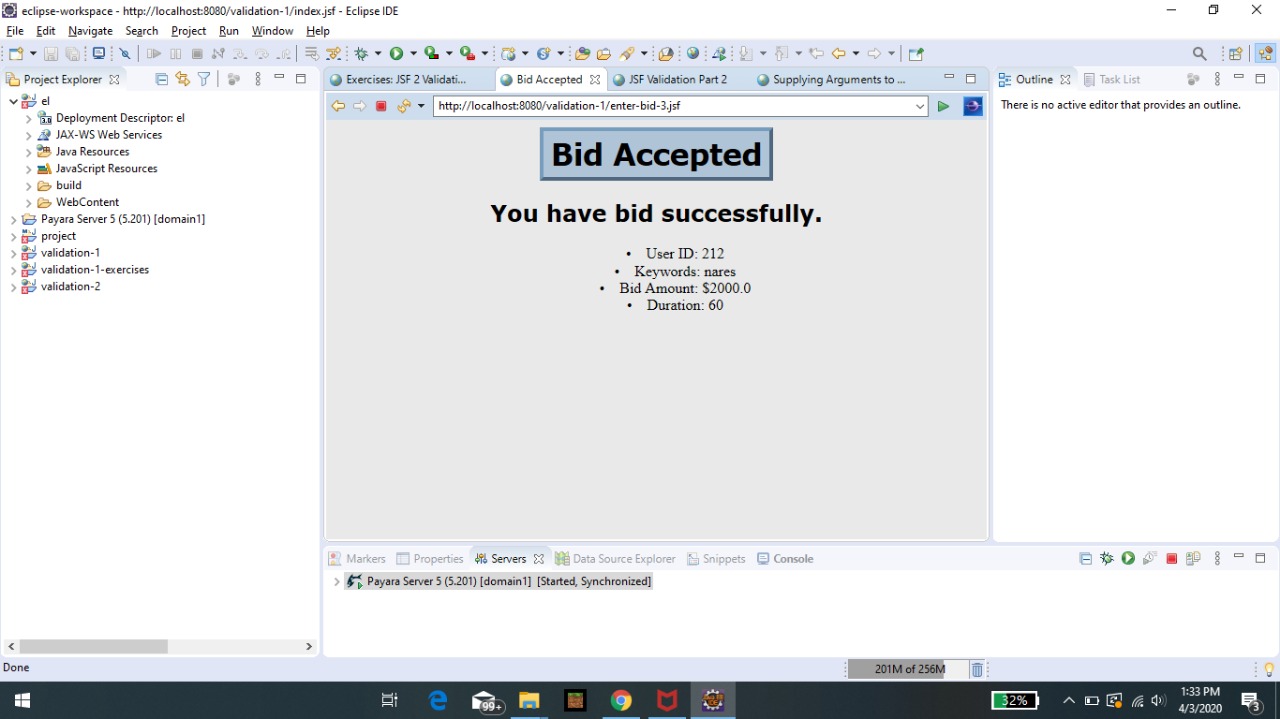 eclipse-workspace - http://localhost:8080/validation-1/index.jsf - Eclipse IDE
File Edit Navigate Search Project Run Window Help
Project Explorer
Exercises: JSF 2 Validati...
Bid Accepted
JSF Validation Part 2
Supplying Arguments to ...
Outline
Task List
http://localhost:8080/validation-1/enter-bid-3.jsf
There is no active editor that provides an outline.
el
Deployment Descriptor: el
JAX-WS Web Services
Java Resources
JavaScript Resources
build
WebContent
Payara Server 5 (5.201) [domain1]
project
validation-1
validation-1-exercises
validation-2
Bid Accepted
You have bid successfully.
• User ID: 212
• Keywords: nares
• Bid Amount: $2000.0
• Duration: 60
Markers Properties Servers Data Source Explorer Snippets Console
Payara Server 5 (5.201) [domain1] [Started, Synchronized]
Done
201M of 256M
99+
32%
1:33 PM
4/3/2020
3